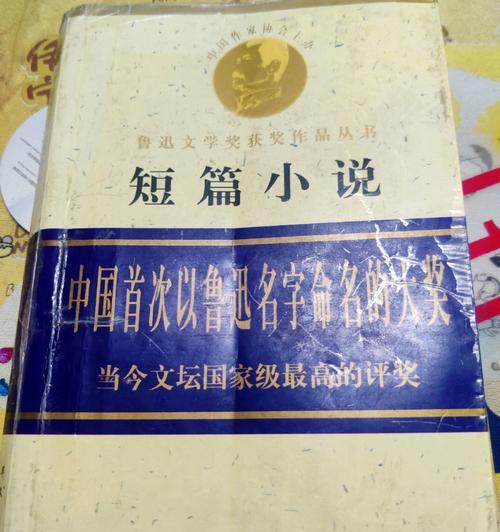 中国作家协会主办
鲁迅文学奖获奖作品丛书
短篇小说
中国首次以鲁迅名字命名的大奖
当今文坛国家级最高的评奖